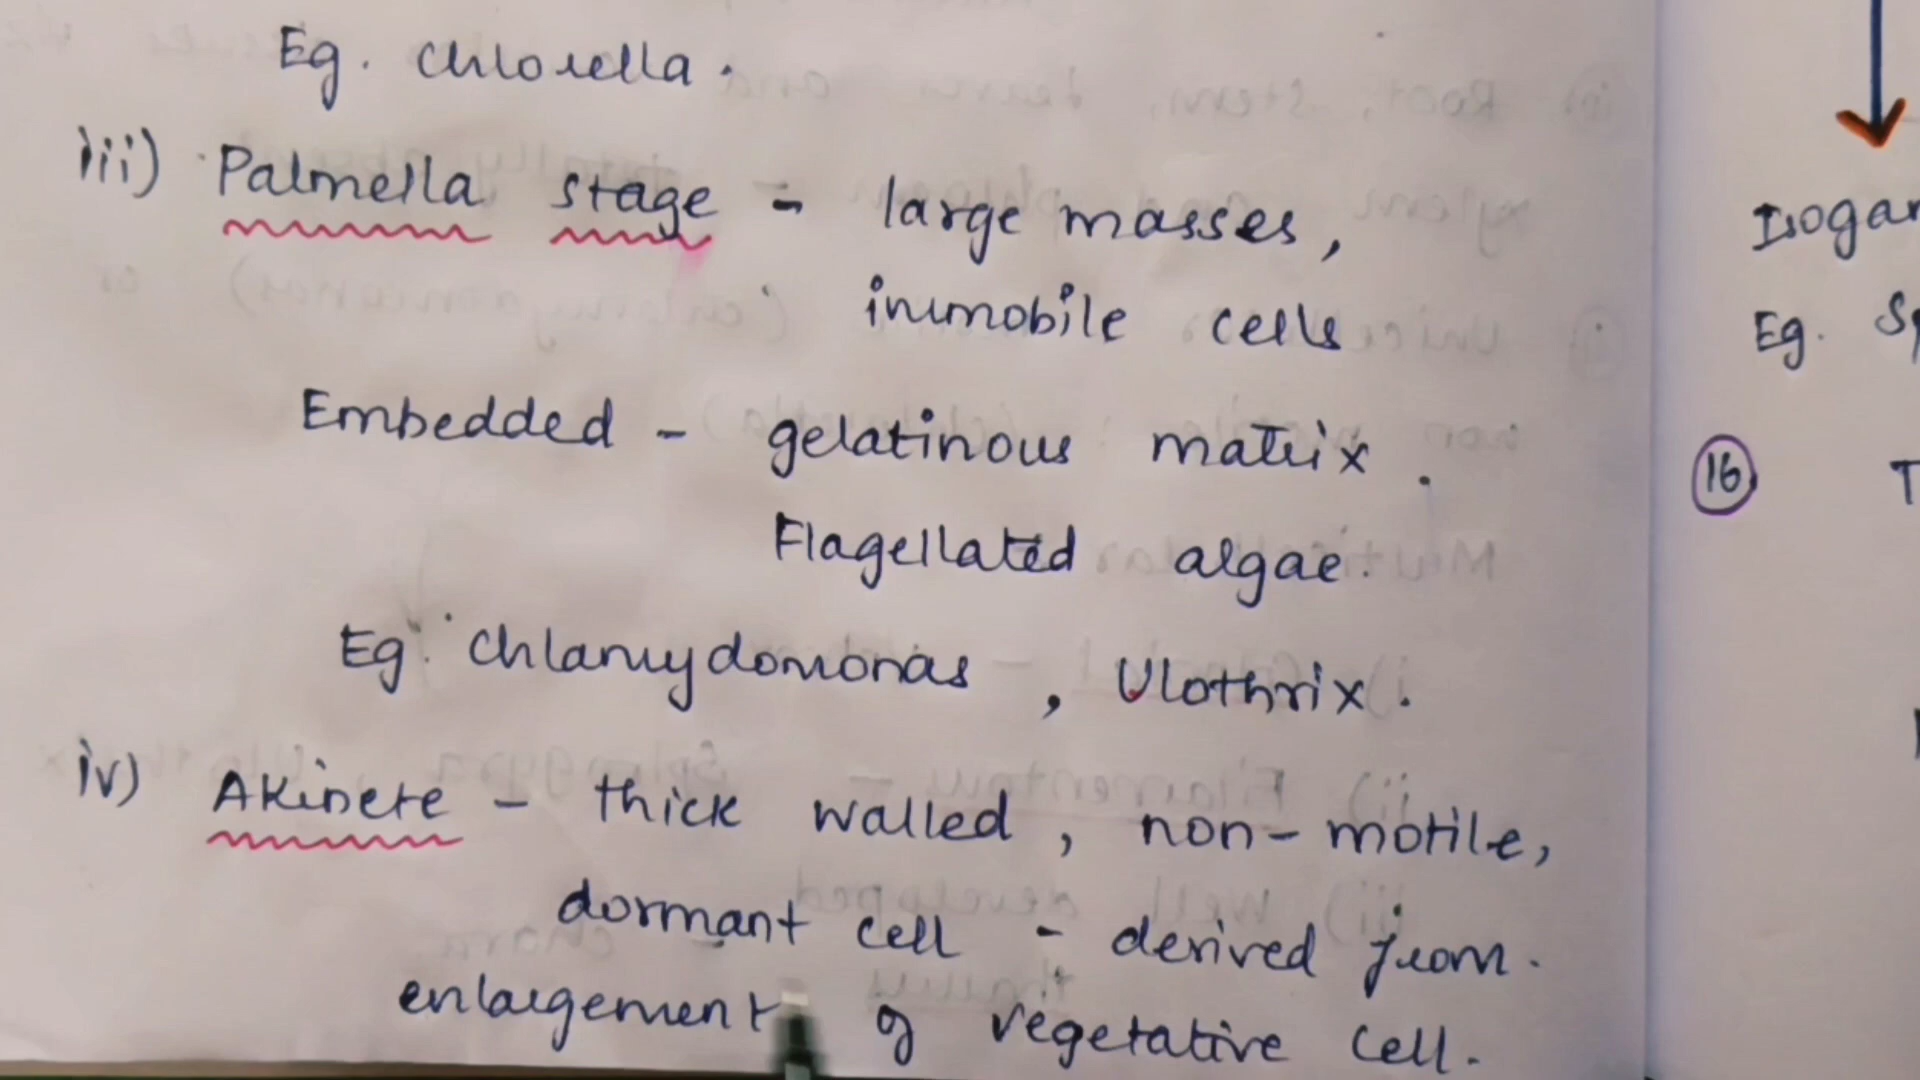 Eg. Chlorella.
iii) Palmella stage - large masses,
immobile cells
Embedded - gelatinous matrix.
Flagellated algae.
Eg. Chlamydomonas, Ulothrix.
iv) Akinete - thick walled, non-motile,
dormant cell - derived from.
enlargement of vegetative cell.
Eg.
16